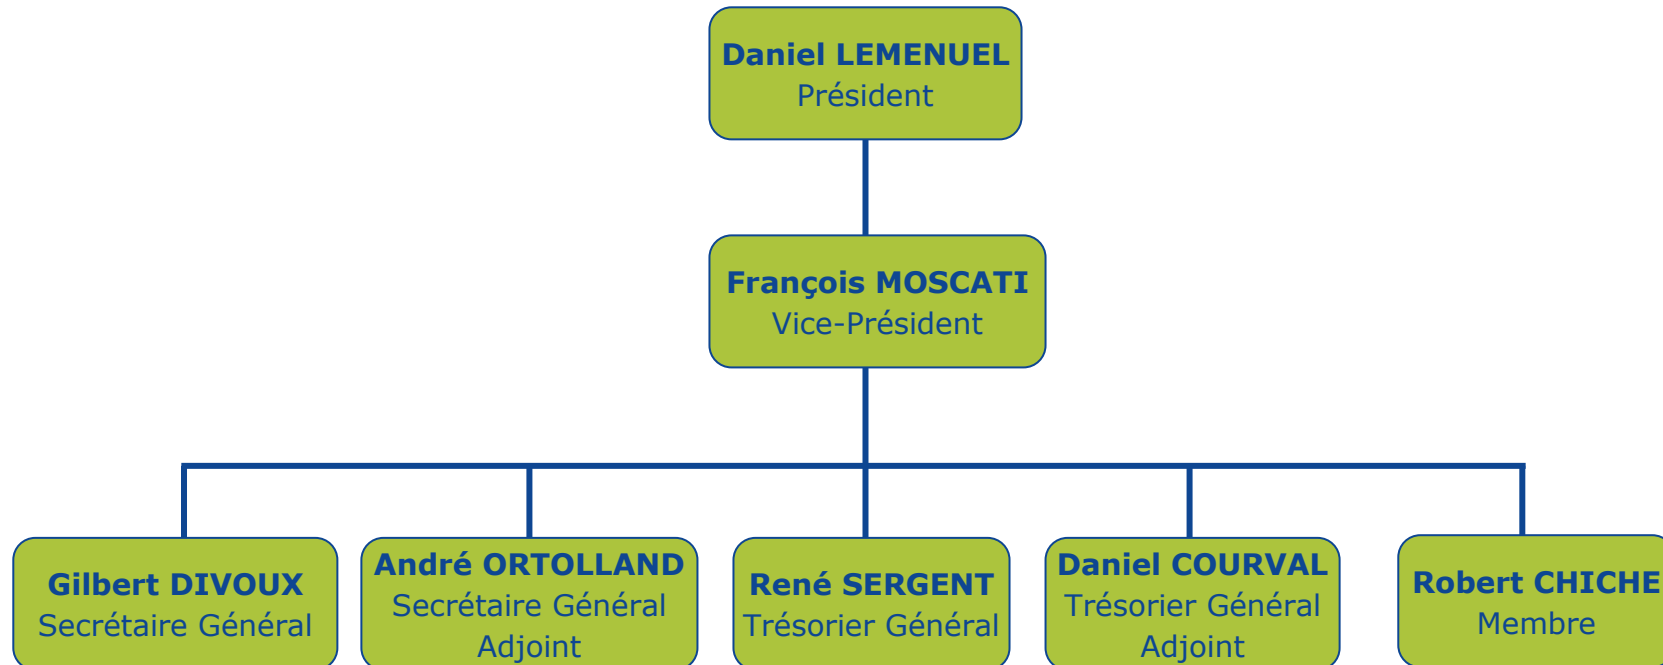 Daniel LEMENUEL
Président
François MOSCATI
Vice-Président
Gilbert DIVOUX
Secrétaire Général
André ORTOLLAND
Secrétaire Général
Adjoint
René SERGENT
Trésorier Général
Daniel COURVAL
Trésorier Général
Adjoint
Robert CHICHE
Membre